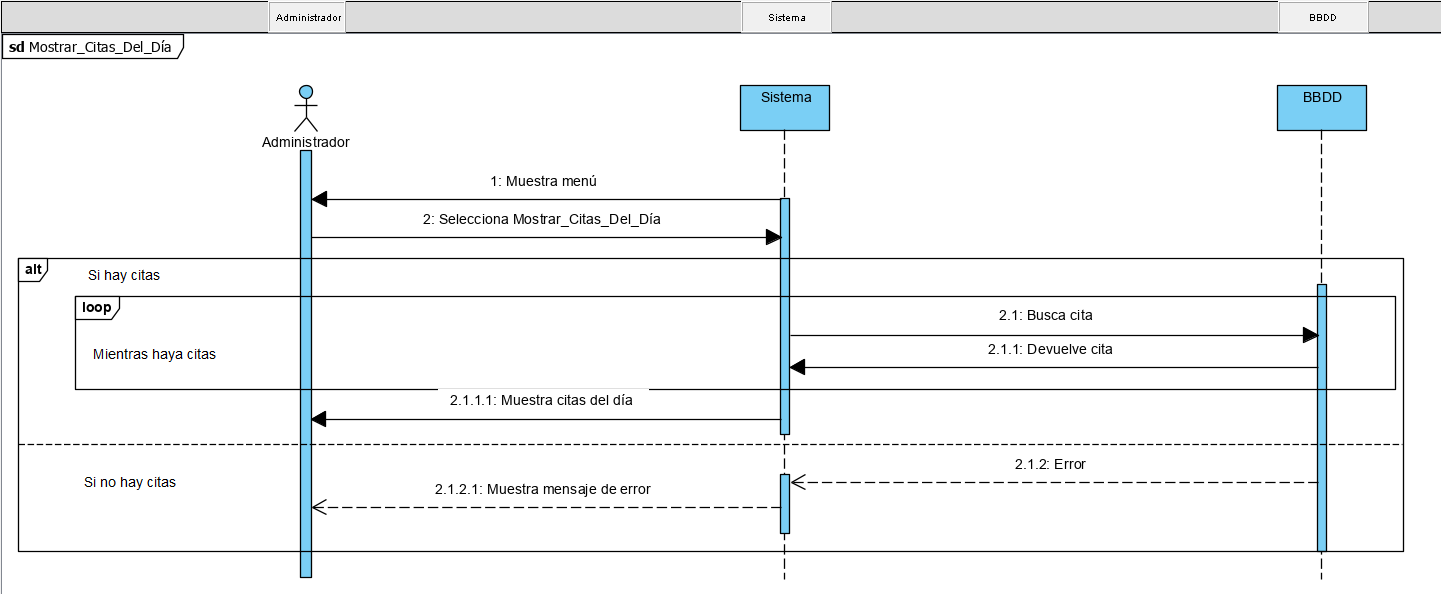 Administrador
Sistema
BBDD
sd Mostrar_Citas_Del_Día
Sistema
BBDD
Administrador
1: Muestra menú
2: Selecciona Mostrar_Citas_Del_Día
alt
Si hay citas
loop
2.1: Busca cita
Mientras haya citas
2.1.1: Devuelve cita
2.1.1.1: Muestra citas del día
2.1.2: Error
Si no hay citas
2.1.2.1: Muestra mensaje de error